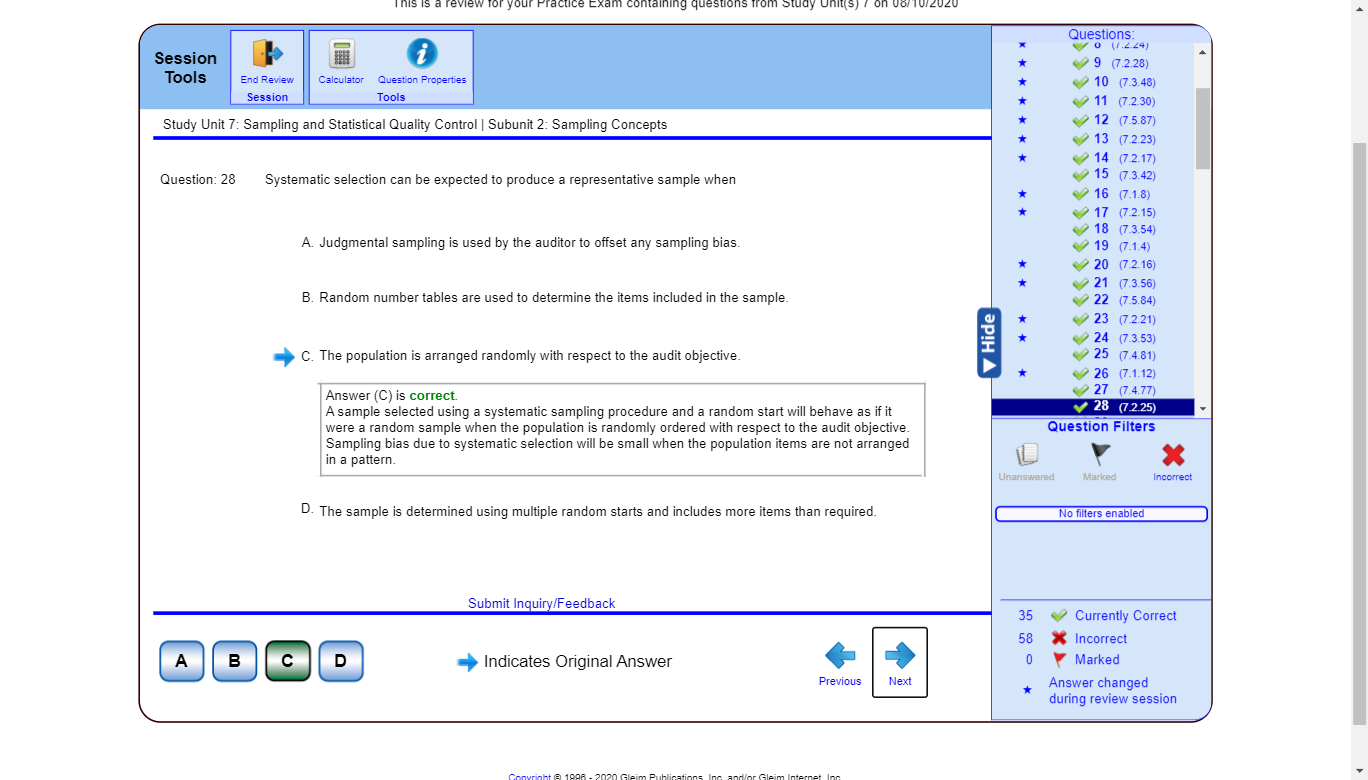 This is a review for your Practice Exam containing questions from Study Unit(s) 7 on 08/10/2020
Session Tools
End Review
Session
Calculator
Question Properties
Tools
Study Unit 7: Sampling and Statistical Quality Control | Subunit 2: Sampling Concepts
Question: 28 Systematic selection can be expected to produce a representative sample when
A. Judgmental sampling is used by the auditor to offset any sampling bias.
B. Random number tables are used to determine the items included in the sample.
C. The population is arranged randomly with respect to the audit objective.
Answer (C) is correct.
A sample selected using a systematic sampling procedure and a random start will behave as if it
were a random sample when the population is randomly ordered with respect to the audit objective.
Sampling bias due to systematic selection will be small when the population items are not arranged
in a pattern.
D. The sample is determined using multiple random starts and includes more items than required.
Submit Inquiry/Feedback
A B C D
Indicates Original Answer
Previous
Next
Hide
Questions:
8 (7.2.24)
9 (7.2.28)
10 (7.3.48)
11 (7.2.30)
12 (7.5.87)
13 (7.2.23)
14 (7.2.17)
15 (7.3.42)
16 (7.1.8)
17 (7.2.15)
18 (7.3.54)
19 (7.1.4)
20 (7.2.16)
21 (7.3.56)
22 (7.5.84)
23 (7.2.21)
24 (7.3.53)
25 (7.4.81)
26 (7.1.12)
27 (7.4.77)
28 (7.2.25)
Question Filters
Unanswered
Marked
Incorrect
No filters enabled
35 Currently Correct
58 Incorrect
0 Marked
Answer changed
during review session
Copyright © 1996 - 2020 Gleim Publications, Inc. and/or Gleim Internet, Inc.